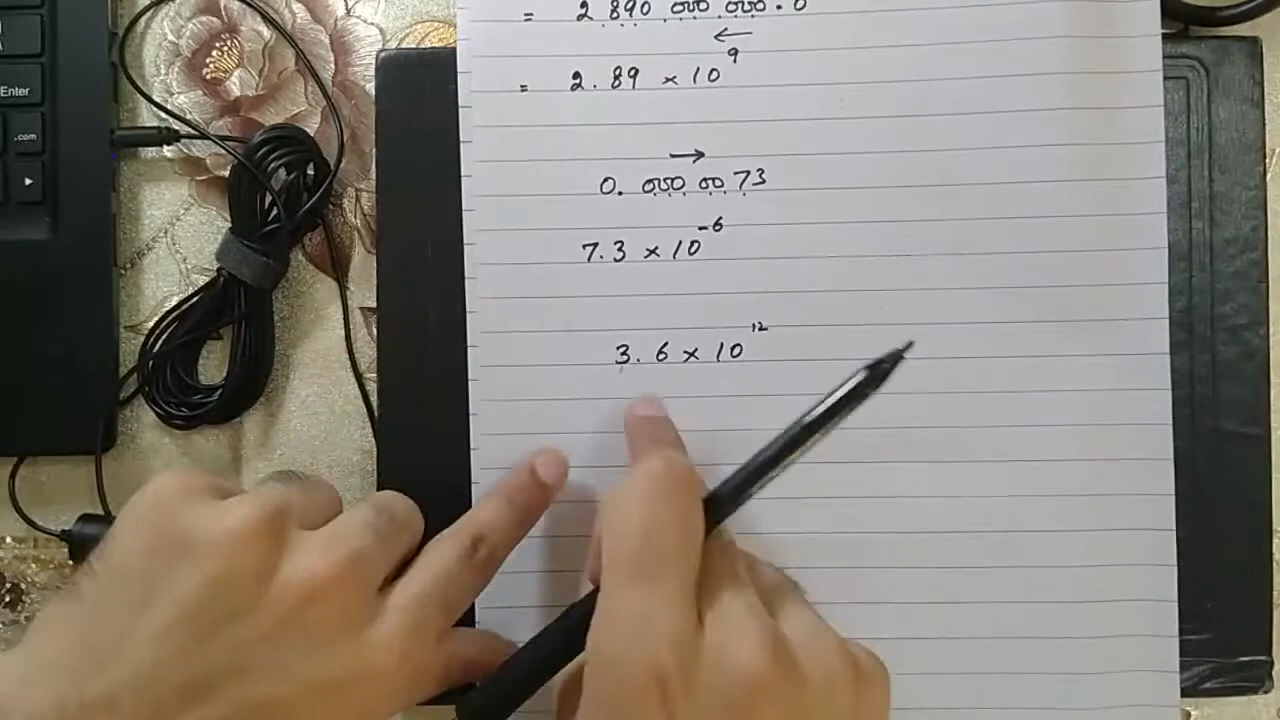 = 2 890 000 000.0
←
= 2.89 × 10⁹
→
0. 000 00 73
7.3 × 10⁻⁶
3.6 × 10¹²
Enter
.com